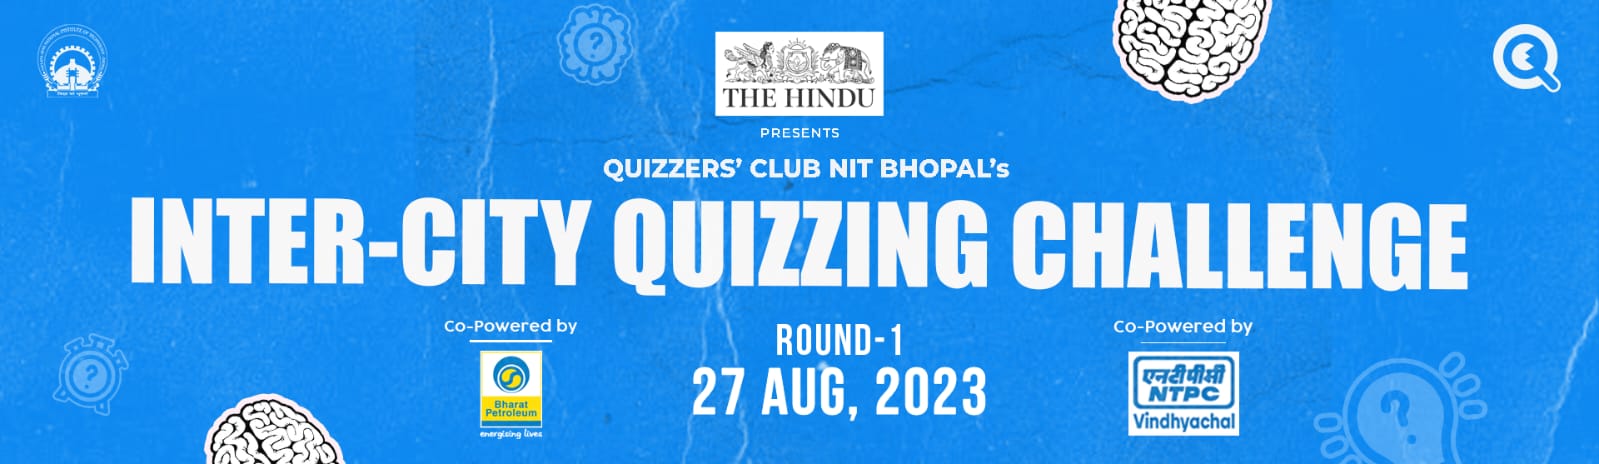 THE HINDU
PRESENTS
QUIZZERS' CLUB NIT BHOPAL's
INTER-CITY QUIZZING CHALLENGE
Co-Powered by
Bharat
Petroleum
energising lives
ROUND-1
27 AUG, 2023
Co-Powered by
एनटीपीसी
NTPC
Vindhyachal